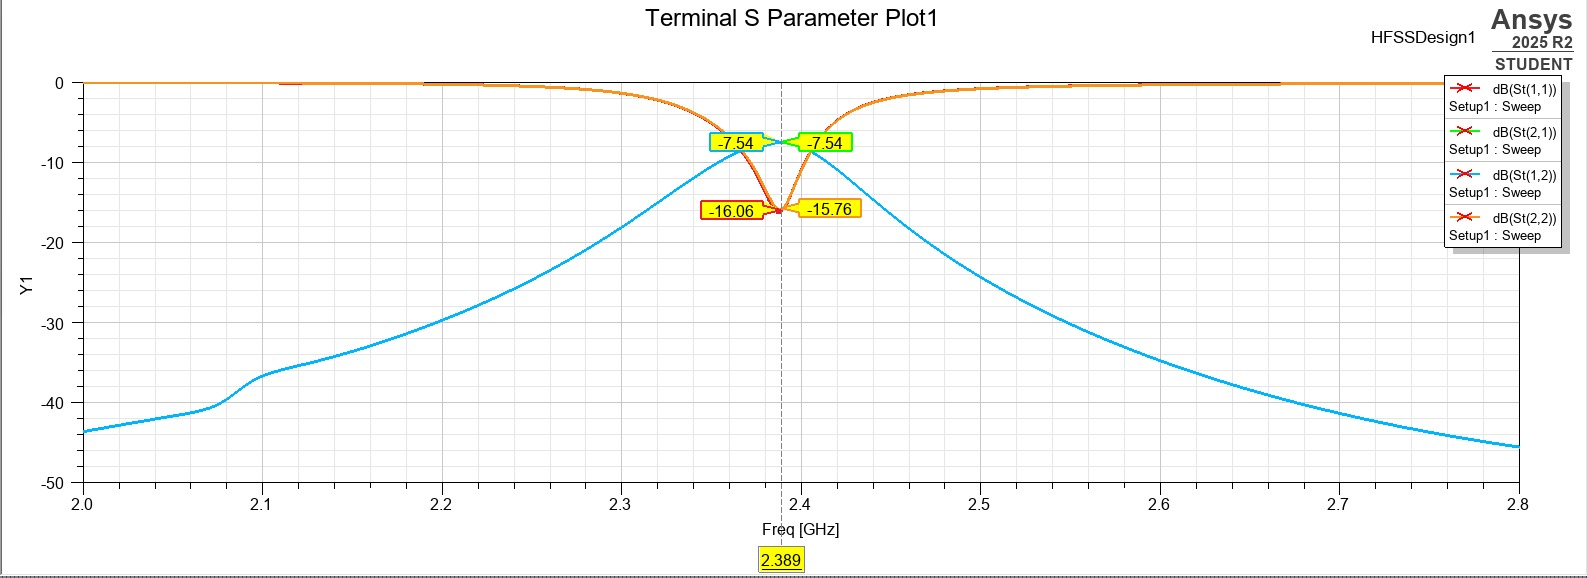 Terminal S Parameter Plot1
HFSSDesign1
Ansys
2025 R2
STUDENT
dB(St(1,1))
Setup1 : Sweep
dB(St(2,1))
Setup1 : Sweep
dB(St(1,2))
Setup1 : Sweep
dB(St(2,2))
Setup1 : Sweep
Y1
0
-10
-20
-30
-40
-50
-7.54
-7.54
-16.06
-15.76
2.0
2.1
2.2
2.3
2.4
2.5
2.6
2.7
2.8
Freq [GHz]
2.389